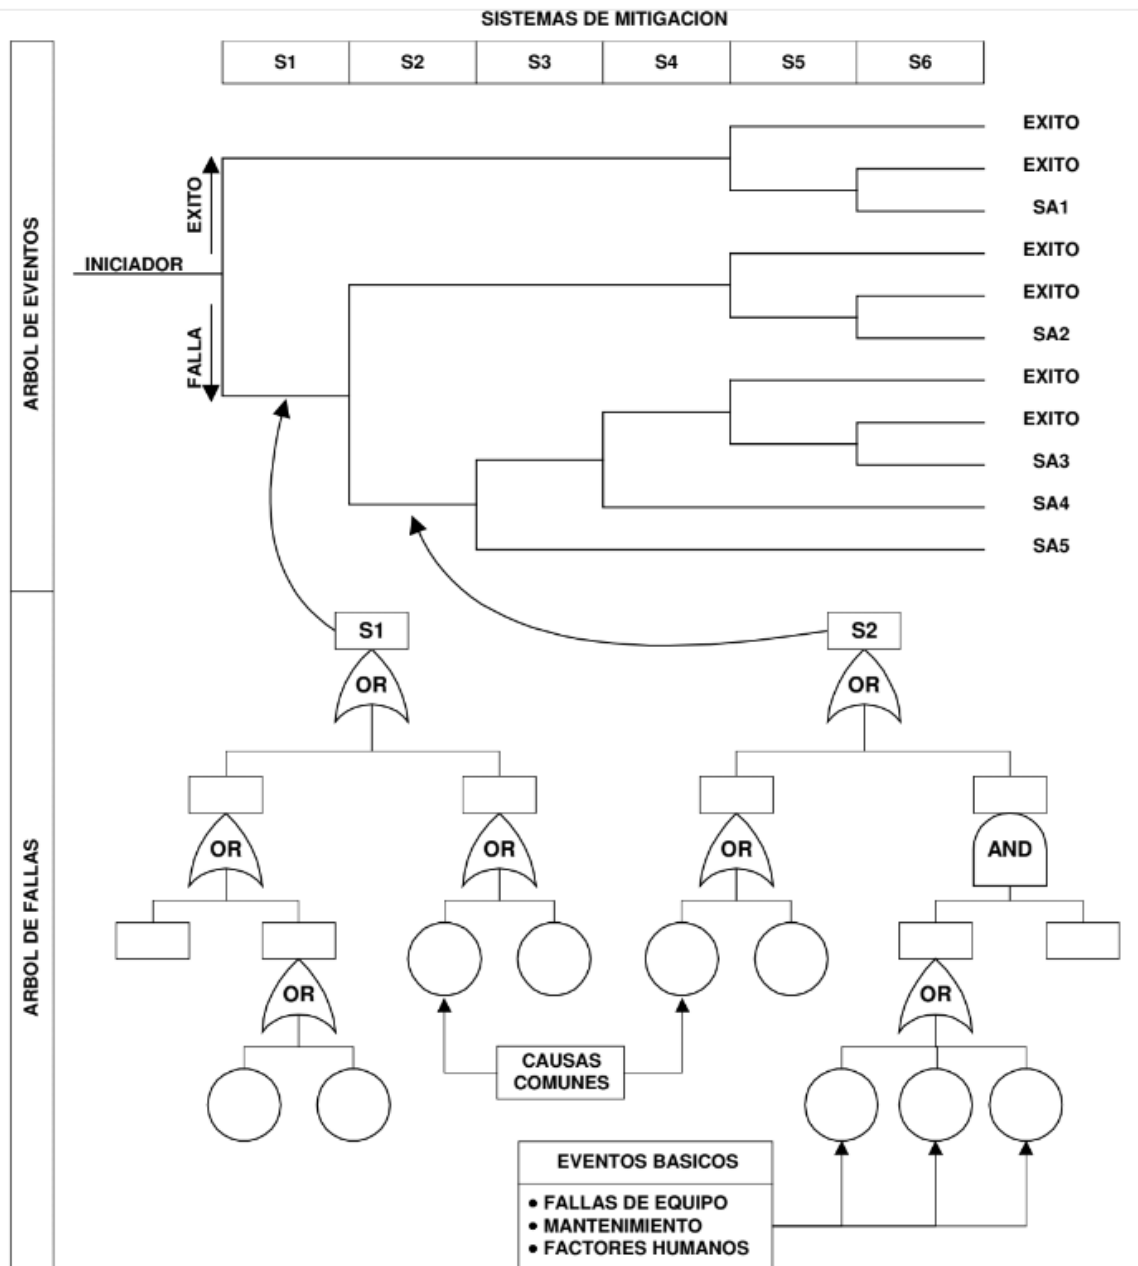 SISTEMAS DE MITIGACION
S1 S2 S3 S4 S5 S6
ARBOL DE EVENTOS
EXITO
INICIADOR
FALLA
EXITO
EXITO
SA1
EXITO
EXITO
SA2
EXITO
EXITO
SA3
SA4
SA5
ARBOL DE FALLAS
S1 S2
OR OR
OR OR OR AND
OR OR
CAUSAS
COMUNES
EVENTOS BASICOS
• FALLAS DE EQUIPO
• MANTENIMIENTO
• FACTORES HUMANOS